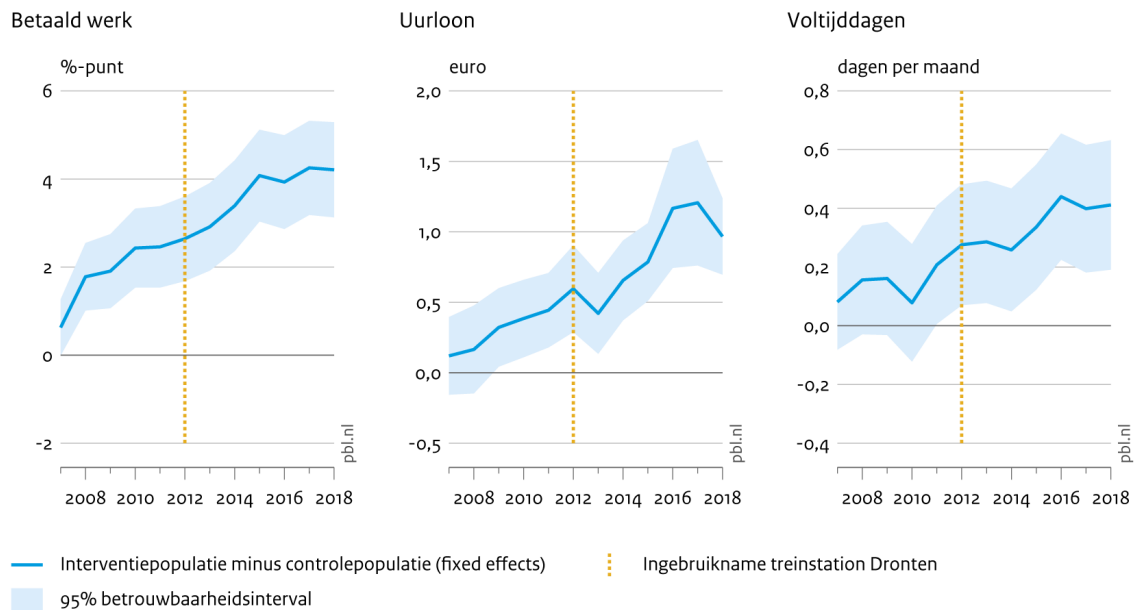 Betaald werk
%-punt
6
4
2
0
-2
2008 2010 2012 2014 2016 2018
pbl.nl
Uurloon
euro
2,0
1,5
1,0
0,5
0,0
-0,5
2008 2010 2012 2014 2016 2018
pbl.nl
Voltijddagen
dagen per maand
0,8
0,6
0,4
0,2
0,0
-0,2
-0,4
2008 2010 2012 2014 2016 2018
pbl.nl
Interventiepopulatie minus controlepopulatie (fixed effects)
Ingebruikname treinstation Dronten
95% betrouwbaarheidsinterval